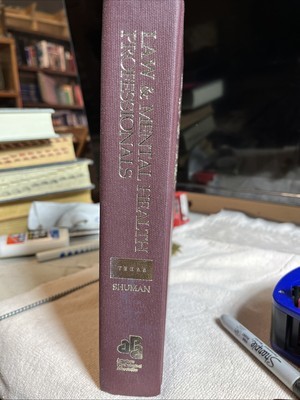 LAW & MENTAL HEALTH
PROFESSIONALS
TEXAS
SHUMAN
Sharpie